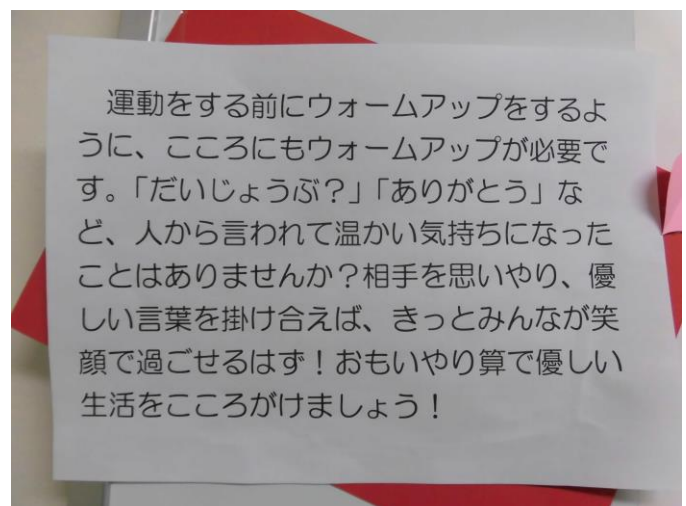 運動をする前にウォームアップをするよ
うに、こころにもウォームアップが必要で
す。「だいじょうぶ？」「ありがとう」な
ど、人から言われて温かい気持ちになった
ことはありませんか？相手を思いやり、優
しい言葉を掛け合えば、きっとみんなが笑
顔で過ごせるはず！おもいやり算で優しい
生活をこころがけましょう！